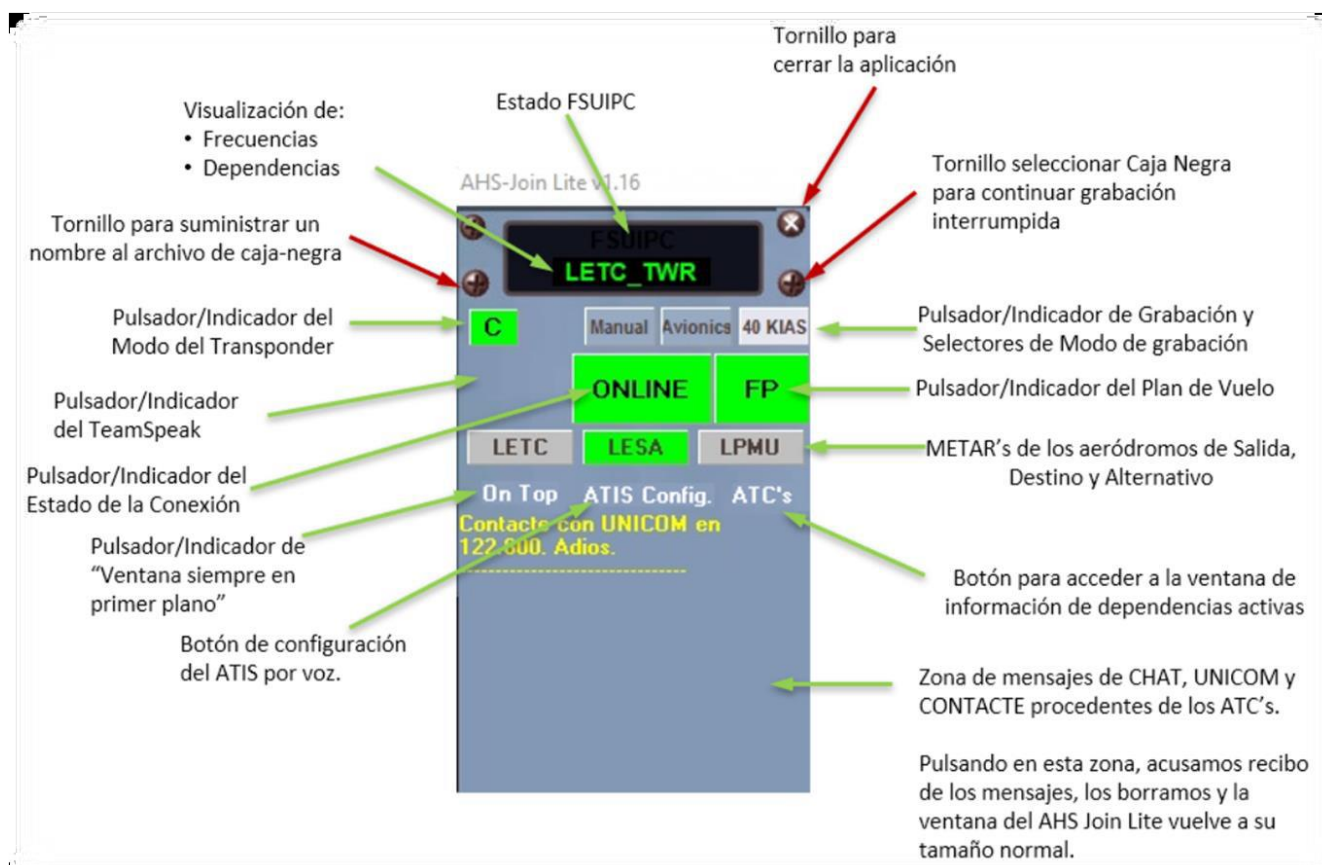 Tornillo para
cerrar la aplicación
Estado FSUIPC
Visualización de:
• Frecuencias
• Dependencias
Tornillo seleccionar Caja Negra
para continuar grabación
interrumpida
AHS-Join Lite v1.16
Tornillo para suministrar un
nombre al archivo de caja-negra
FSUIPC
LETC_TWR
Pulsador/Indicador del
Modo del Transponder
C
Manual
Avionics
40 KIAS
Pulsador/Indicador de Grabación y
Selectores de Modo de grabación
ONLINE
FP
Pulsador/Indicador del Plan de Vuelo
Pulsador/Indicador
del TeamSpeak
LETC
LESA
LPMU
METAR’s de los aeródromos de Salida,
Destino y Alternativo
Pulsador/Indicador del
Estado de la Conexión
On Top
ATIS Config.
ATC's
Contacte con UNICOM en
122.800. Adios.
--------------------------------
Pulsador/Indicador de
“Ventana siempre en
primer plano”
Botón para acceder a la ventana de
información de dependencias activas
Botón de configuración
del ATIS por voz.
Zona de mensajes de CHAT, UNICOM y
CONTACTE procedentes de los ATC’s.
Pulsando en esta zona, acusamos recibo
de los mensajes, los borramos y la
ventana del AHS Join Lite vuelve a su
tamaño normal.